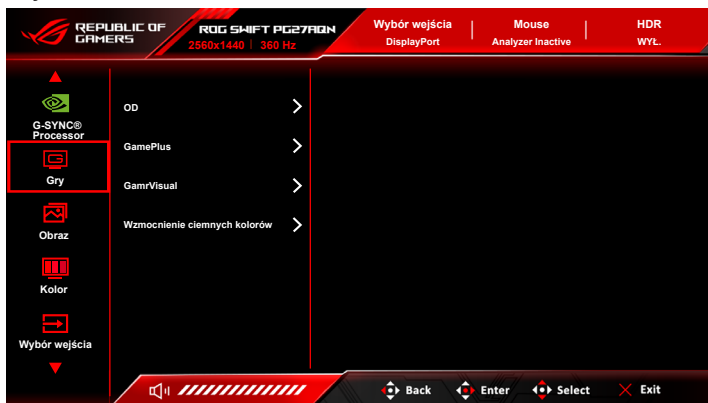 REPUBLIC OF
GAMERS
ROG SWIFT PG27AQN
2560x1440 | 360 Hz
Wybór wejścia
DisplayPort
Mouse
Analyzer Inactive
HDR
WYŁ.
G-SYNC®
Processor
Gry
Obraz
Kolor
Wybór wejścia
OD
GamePlus
GamrVisual
Wzmocnienie ciemnych kolorów
Back
Enter
Select
Exit